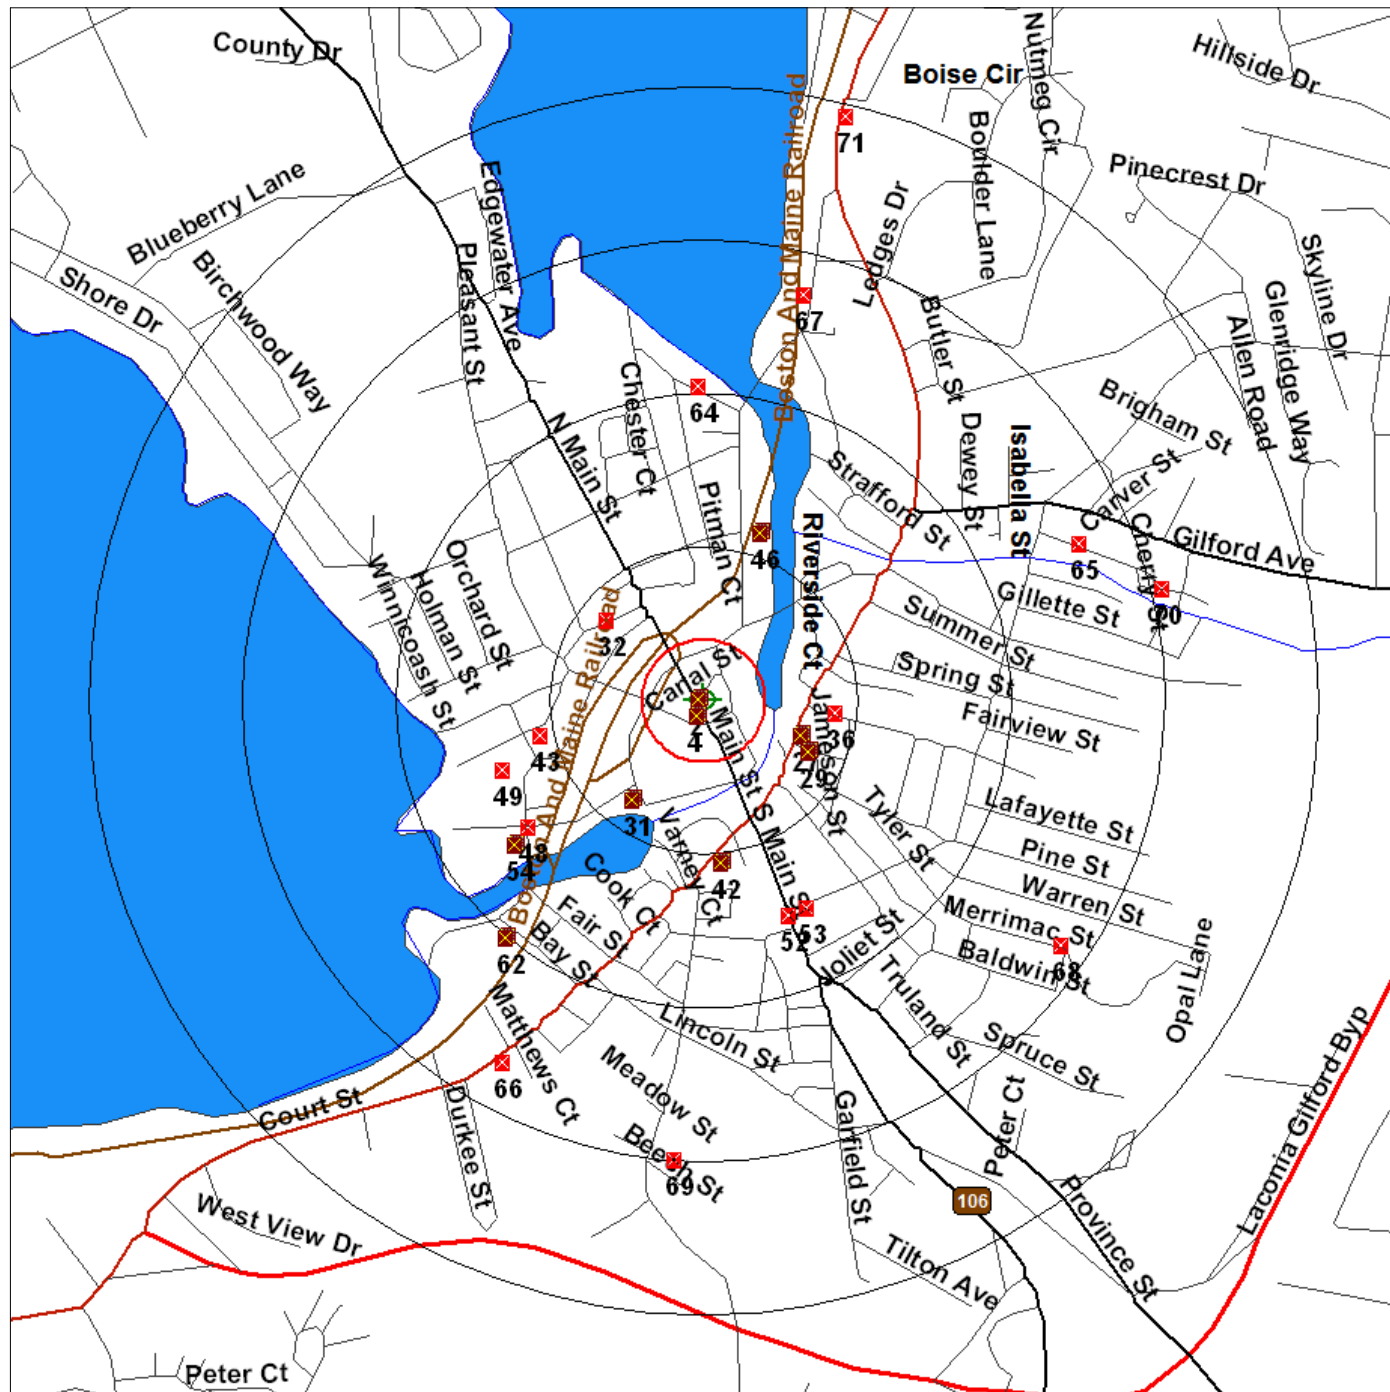 County Dr
Boise Cir
Nutmeg Cir
Hillside Dr
71
Boston And Maine Railroad
Boulder Lane
Pinecrest Dr
Blueberry Lane
Edgewater Ave
Ledges Dr
Birchwood Way
Shore Dr
Pleasant St
67
Butler St
Skyline Dr
Glenridge Way
Allen Road
Chester Ct
64
N Main St
Dewey St
Isabella St
Brigham St
Carver St
Strafford St
Pitman Ct
46
Riverside Ct
Cherry St
Gilford Ave
65
70
Gillette St
Summer St
Orchard St
Holman St
Winnicoash St
32
Boston And Maine Railroad
Canal St
Spring St
Fairview St
4
Main St
Jameson St
36
29
43
49
31
48
54
Varney Ct
42
S Main St
Tyler St
Lafayette St
Pine St
Warren St
Merrimac St
Baldwin St
68
Cook Ct
Fair St
Bay St
62
52
53
Joliet St
Truland St
Opal Lane
Matthews Ct
Lincoln St
Spruce St
Meadow St
66
Court St
Durkee St
Beech St
69
Garfield St
Peter Ct
106
Province St
Laconia Gilford Byp
West View Dr
Tilton Ave
Peter Ct